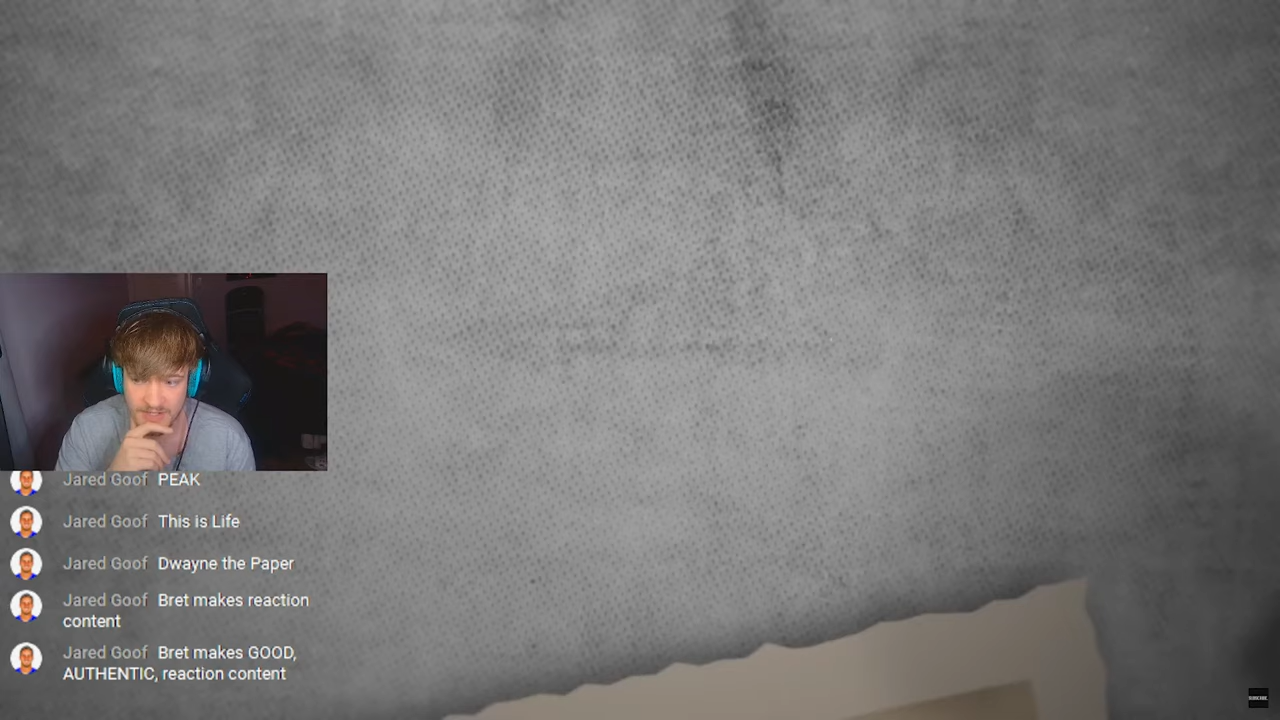 Jared Goof PEAK
Jared Goof This is Life
Jared Goof Dwayne the Paper
Jared Goof Bret makes reaction
content
Jared Goof Bret makes GOOD,
AUTHENTIC, reaction content
SUBSCRIBE